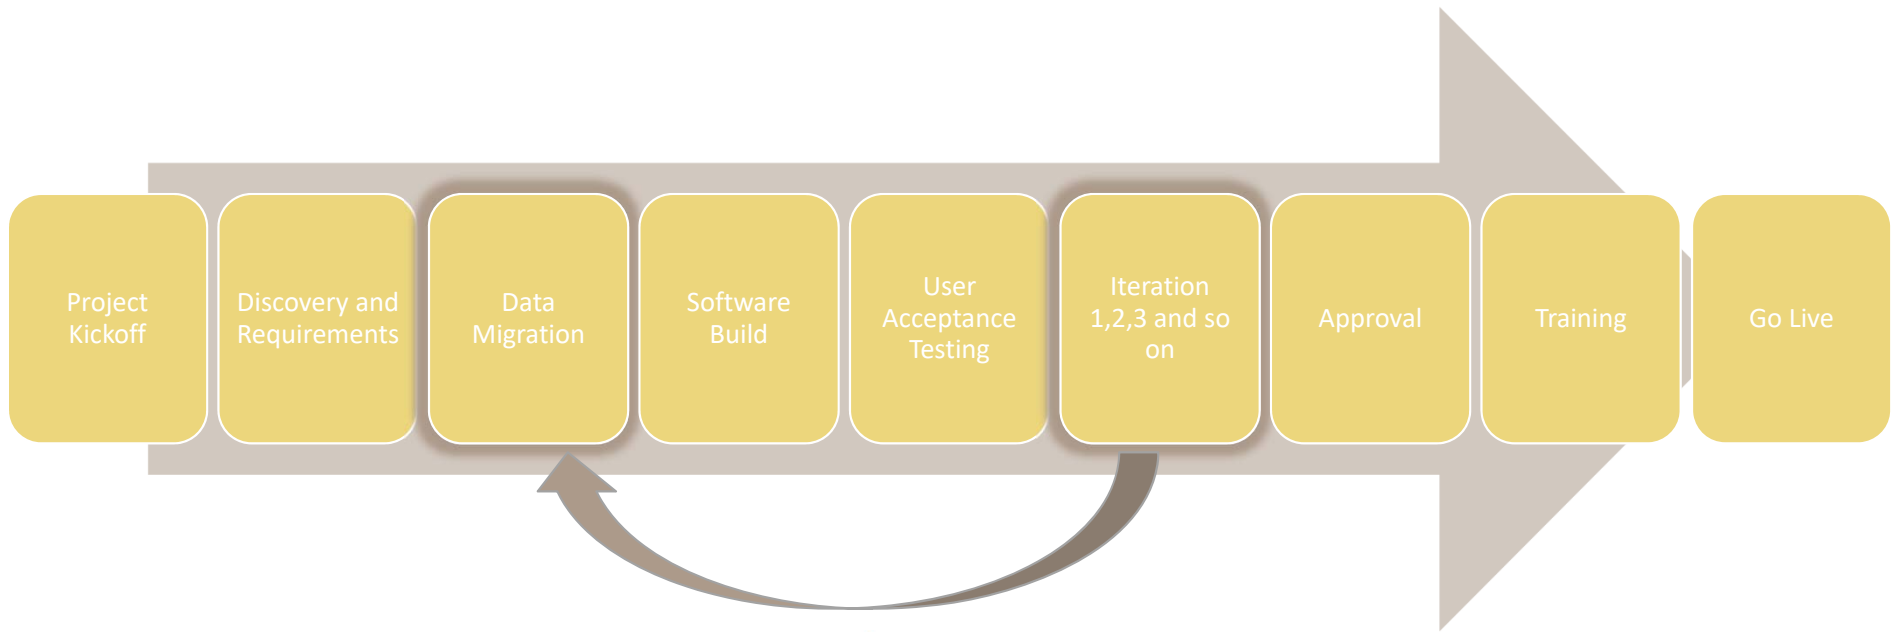 Project
Kickoff
Discovery and
Requirements
Data
Migration
Software
Build
User
Acceptance
Testing
Iteration
1,2,3 and so
on
Approval
Training
Go Live